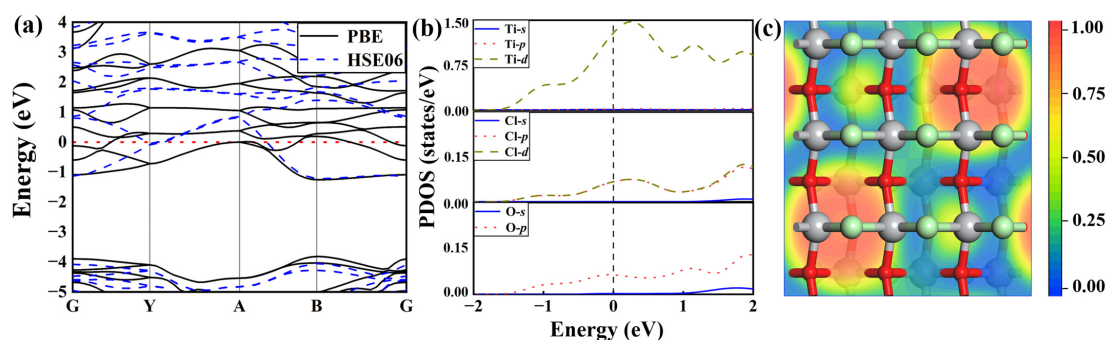 (a)
Energy (eV)
4
3
2
1
0
−1
−2
−3
−4
−5
PBE
HSE06
G
Y
A
B
G
(b)
PDOS (states/eV)
1.50
0.75
0.00
Ti-s
Ti-p
Ti-d
0.15
0.00
Cl-s
Cl-p
Cl-d
0.15
0.00
O-s
O-p
−2
−1
0
1
2
Energy (eV)
(c)
1.00
0.75
0.50
0.25
0.00